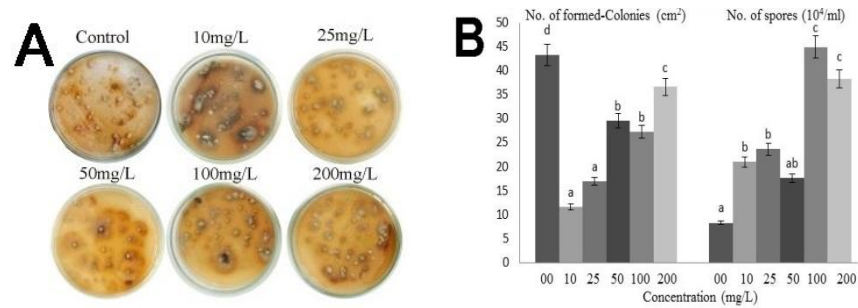 A
Control 10mg/L 25mg/L
50mg/L 100mg/L 200mg/L
B
No. of formed-Colonies (cm²) No. of spores (10⁴/ml)
50
45
40
35
30
25
20
15
10
5
0
d a a b b c a b b ab c c
00 10 25 50 100 200 00 10 25 50 100 200
Concentration (mg/L)